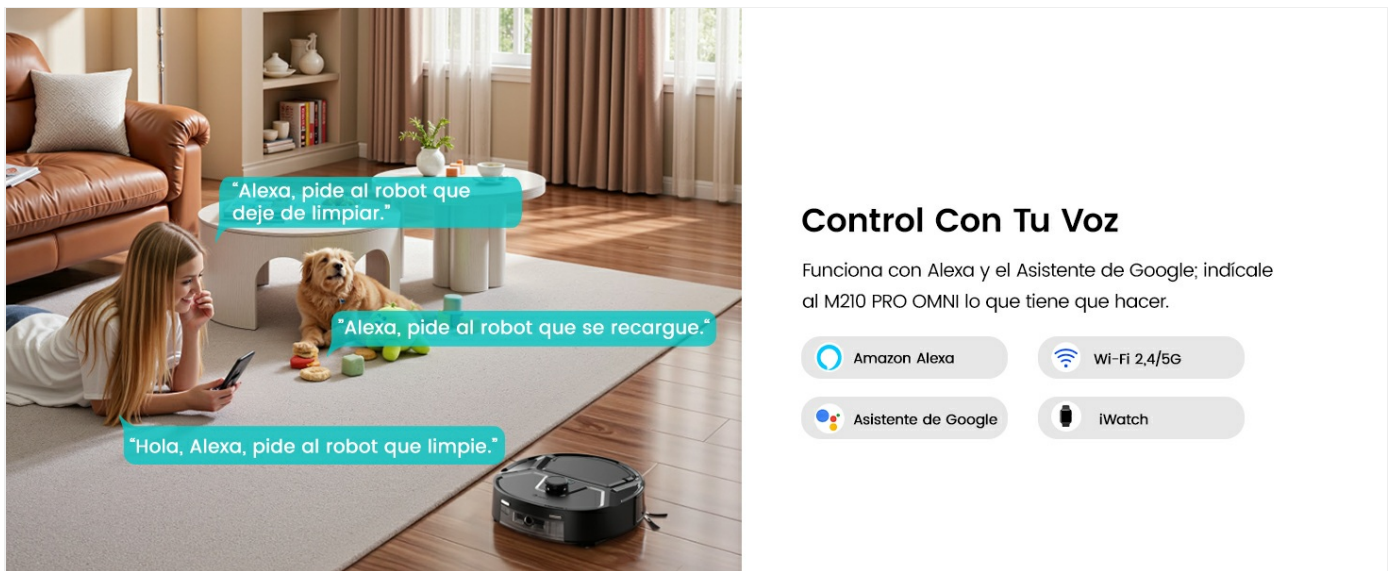 “Alexa, pide al robot que
deje de limpiar.”
”Alexa, pide al robot que se recargue.“
“Hola, Alexa, pide al robot que limpie.”
Control Con Tu Voz
Funciona con Alexa y el Asistente de Google; indícale
al M210 PRO OMNI lo que tiene que hacer.
Amazon Alexa
Wi-Fi 2,4/5G
Asistente de Google
iWatch